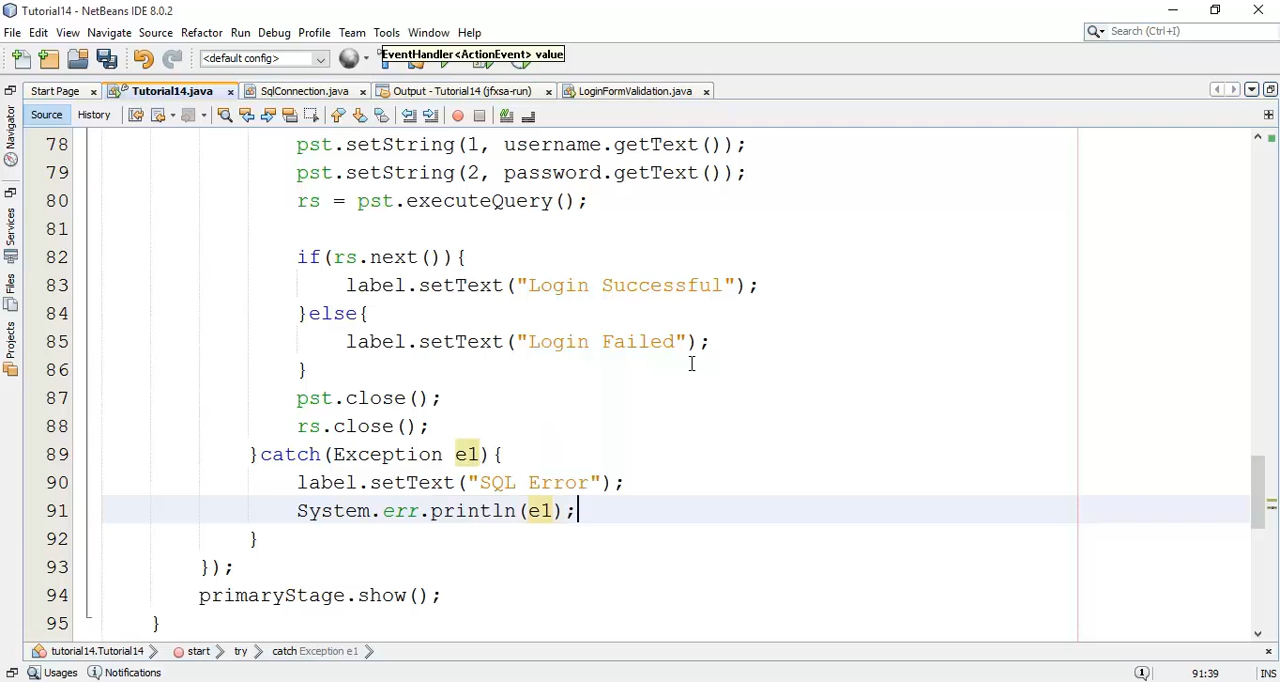 Tutorial14 - NetBeans IDE 8.0.2
File Edit View Navigate Source Refactor Run Debug Profile Team Tools Window Help
Search (Ctrl+I)
<default config>
EventHandler<ActionEvent> value
Start Page Tutorial14.java SqlConnection.java Output - Tutorial14 (jfxsa-run) LoginFormValidation.java
Source History
Navigator
Services
Files
Projects
78 pst.setString(1, username.getText());
79 pst.setString(2, password.getText());
80 rs = pst.executeQuery();
81
82 if(rs.next()){
83 label.setText("Login Successful");
84 }else{
85 label.setText("Login Failed");
86 }
87 pst.close();
88 rs.close();
89 }catch(Exception e1){
90 label.setText("SQL Error");
91 System.err.println(e1);
92 }
93 });
94 primaryStage.show();
95 }
tutorial14.Tutorial14 start try catch Exception e1
Usages Notifications 1 91:39 INS